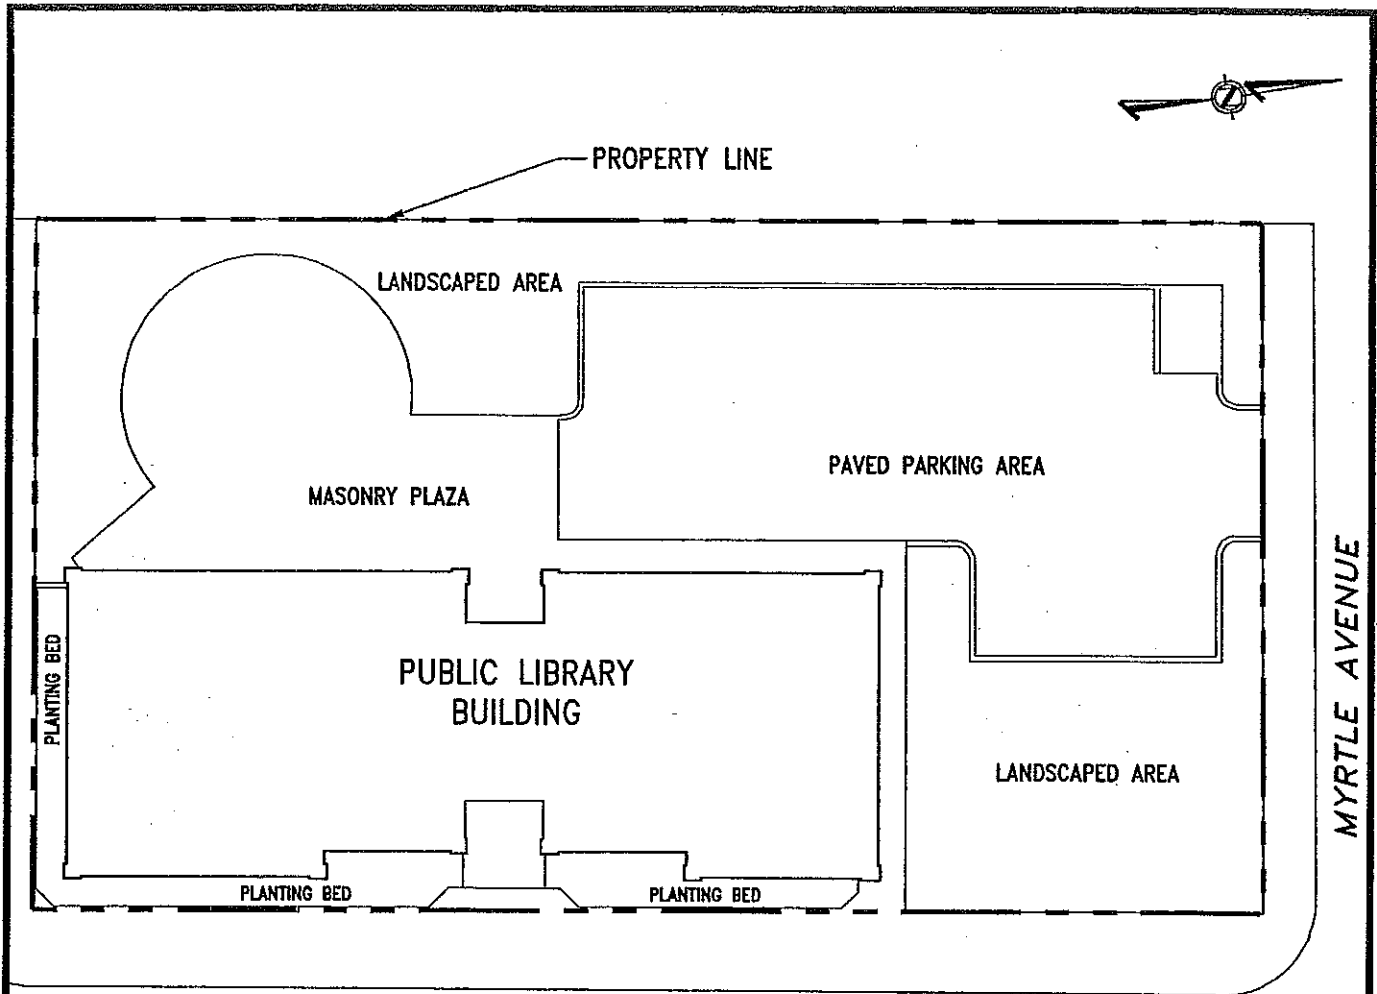 N
PROPERTY LINE
LANDSCAPED AREA
PAVED PARKING AREA
MASONRY PLAZA
MYRTLE AVENUE
PLANTING BED
PUBLIC LIBRARY
BUILDING
LANDSCAPED AREA
PLANTING BED
PLANTING BED